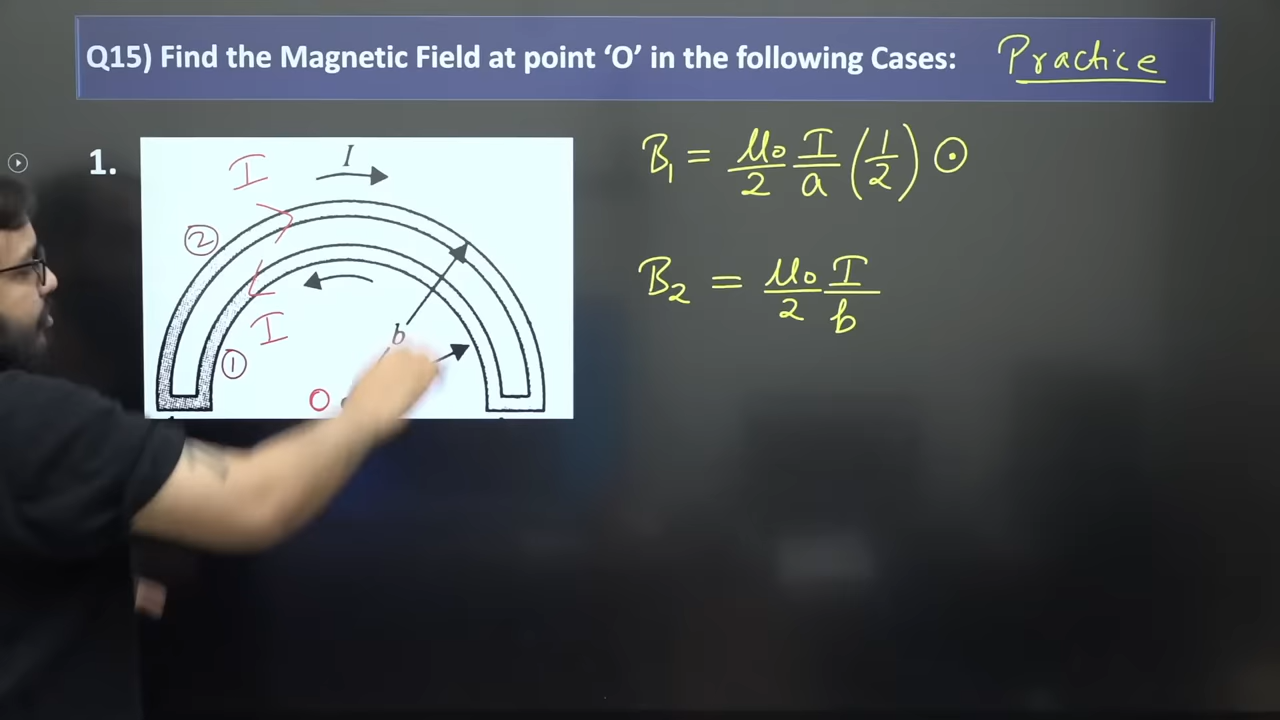 Q15) Find the Magnetic Field at point ‘O’ in the following Cases: Practice
1.
I
I
②
b
I
①
O
B₁ = μ₀/2 I/a (1/2) ⊙
B₂ = μ₀/2 I/b